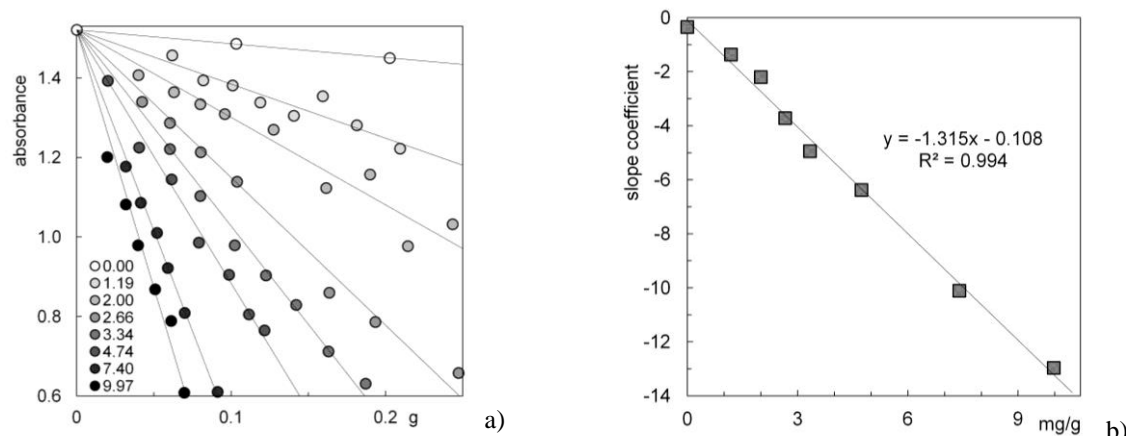 absorbance
1.4
1.2
1.0
0.8
0.6
0.00
1.19
2.00
2.66
3.34
4.74
7.40
9.97
0 0.1 g 0.2
a)
slope coefficient
0
-2
-4
-6
-8
-10
-12
-14
y = -1.315x - 0.108
R² = 0.994
0 3 6 9 mg/g
b)